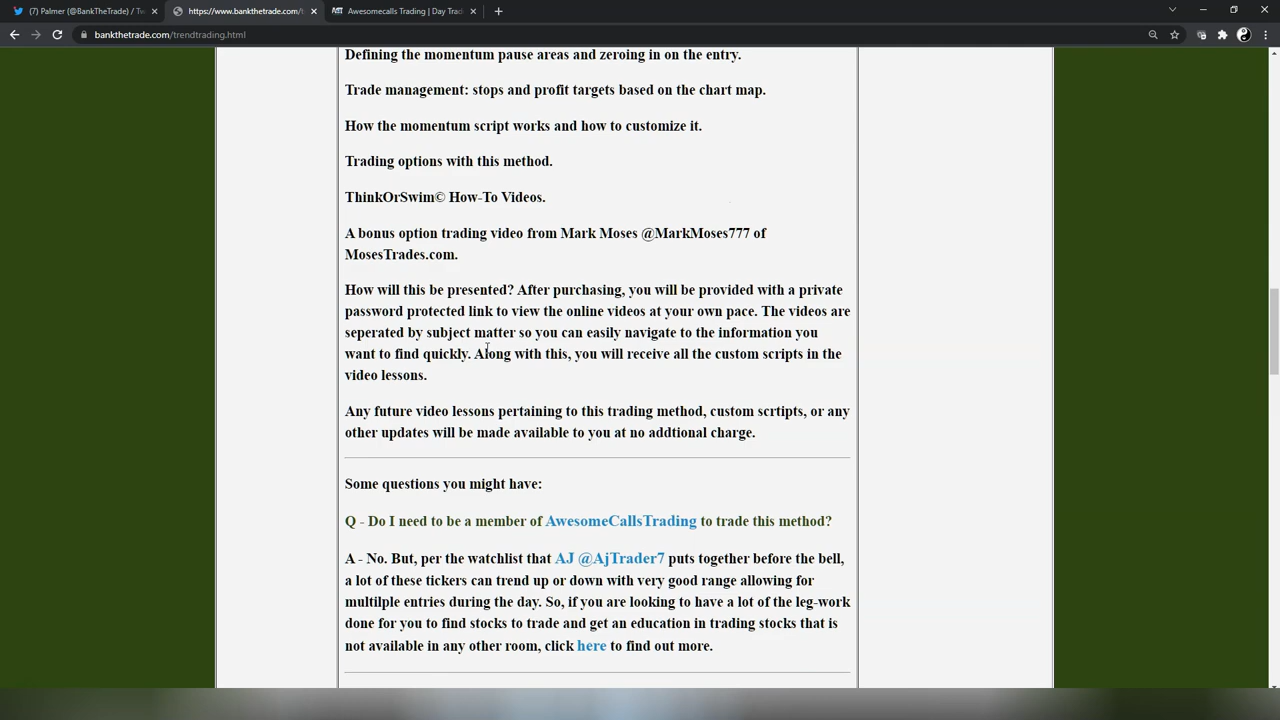 (7) Palmer (@BankTheTrade) / Tw
https://www.bankthetrade.com/t
Awesomecalls Trading | Day Trad
bankthetrade.com/trendtrading.html
Defining the momentum pause areas and zeroing in on the entry.
Trade management: stops and profit targets based on the chart map.
How the momentum script works and how to customize it.
Trading options with this method.
ThinkOrSwim© How-To Videos.
A bonus option trading video from Mark Moses @MarkMoses777 of
MosesTrades.com.
How will this be presented? After purchasing, you will be provided with a private
password protected link to view the online videos at your own pace. The videos are
seperated by subject matter so you can easily navigate to the information you
want to find quickly. Along with this, you will receive all the custom scripts in the
video lessons.
Any future video lessons pertaining to this trading method, custom scrtipts, or any
other updates will be made available to you at no addtional charge.
Some questions you might have:
Q - Do I need to be a member of AwesomeCallsTrading to trade this method?
A - No. But, per the watchlist that AJ @AjTrader7 puts together before the bell,
a lot of these tickers can trend up or down with very good range allowing for
multilple entries during the day. So, if you are looking to have a lot of the leg-work
done for you to find stocks to trade and get an education in trading stocks that is
not available in any other room, click here to find out more.